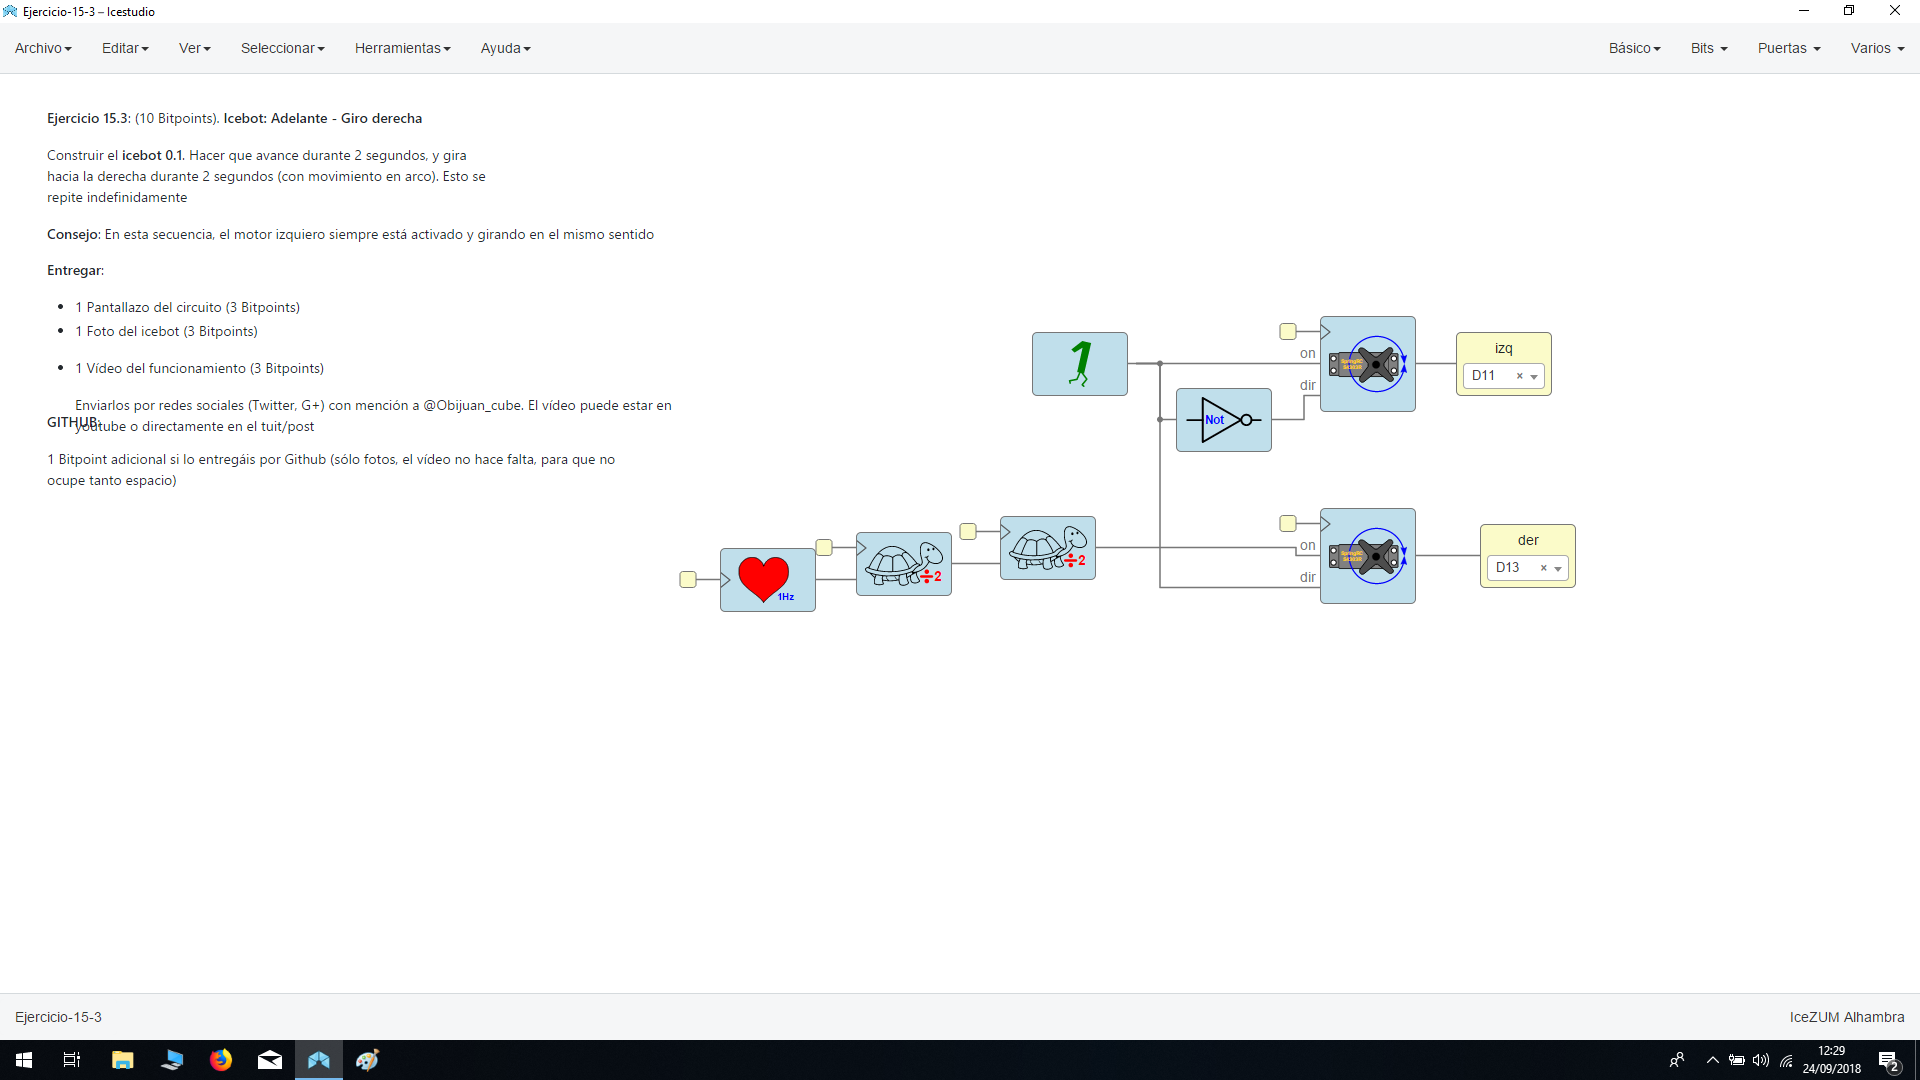 Ejercicio-15-3 – Icestudio
Archivo Editar Ver Seleccionar Herramientas Ayuda Básico Bits Puertas Varios
Ejercicio 15.3: (10 Bitpoints). Icebot: Adelante - Giro derecha
Construir el icebot 0.1. Hacer que avance durante 2 segundos, y gira
hacia la derecha durante 2 segundos (con movimiento en arco). Esto se
repite indefinidamente
Consejo: En esta secuencia, el motor izquiero siempre está activado y girando en el mismo sentido
Entregar:
1 Pantallazo del circuito (3 Bitpoints)
1 Foto del icebot (3 Bitpoints)
1 Vídeo del funcionamiento (3 Bitpoints)
Enviarlos por redes sociales (Twitter, G+) con mención a @Obijuan_cube. El vídeo puede estar en
youtube o directamente en el tuit/post
GITHUB:
1 Bitpoint adicional si lo entregáis por Github (sólo fotos, el vídeo no hace falta, para que no
ocupe tanto espacio)
1
on
dir
izq
D11 ×
Not
1Hz
÷2
÷2
on
dir
der
D13 ×
Ejercicio-15-3
IceZUM Alhambra
12:29
24/09/2018
2